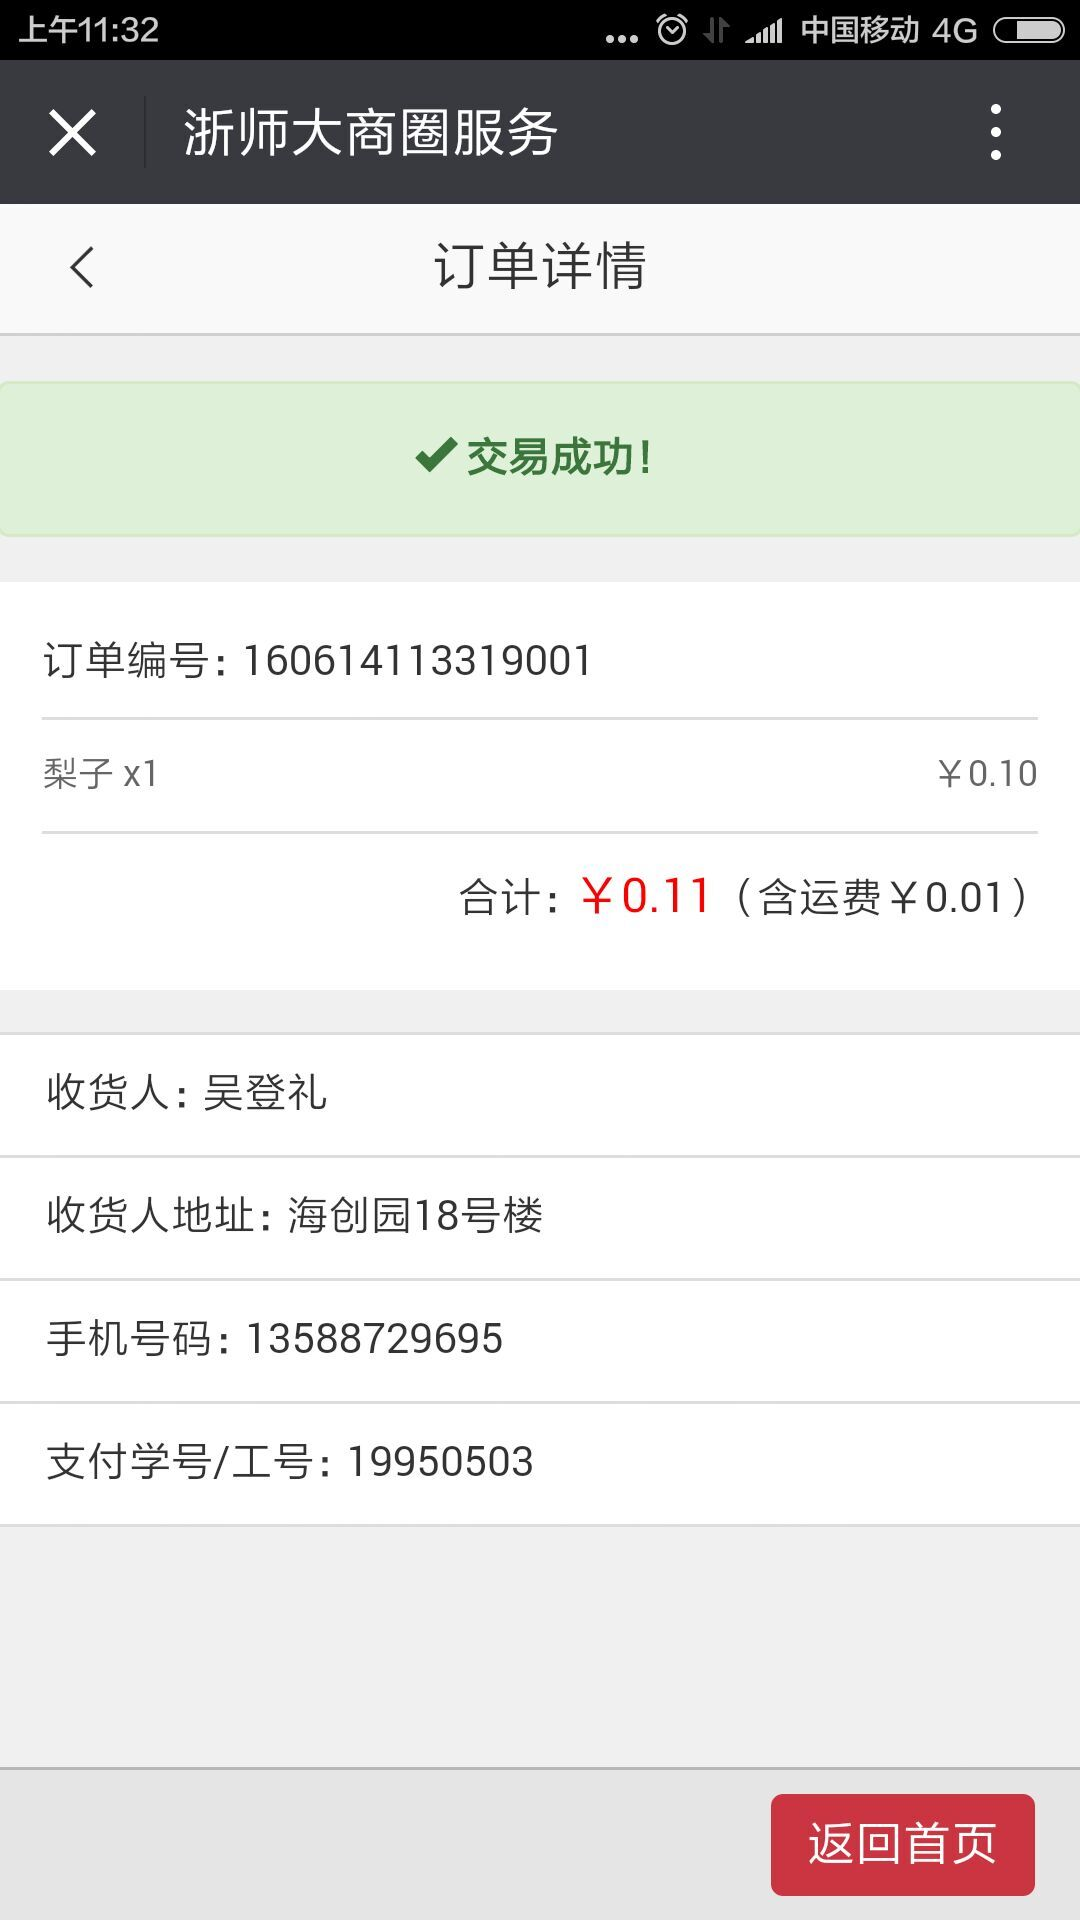 上午11:32
... 中国移动 4G
浙师大商圈服务
订单详情
交易成功!
订单编号: 160614113319001
梨子 x1 ¥0.10
合计: ¥0.11 (含运费¥0.01)
收货人: 吴登礼
收货人地址: 海创园18号楼
手机号码: 13588729695
支付学号/工号: 19950503
返回首页